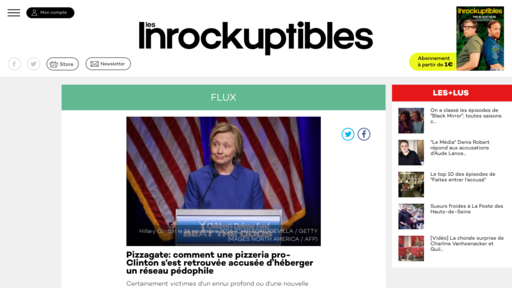 Mon compte
les
Inrockuptibles
Store
Newsletter
Abonnement
à partir de 1€
FLUX
LES+LUS
On a classé les épisodes de
"Black Mirror", toutes saisons
c...
"Le Média" Denis Robert
répond aux accusations
d'Aude Lance...
Le top 10 des épisodes de
"Faites entrer l'accusé"
Sueurs froides à La Poste des
Hauts-de-Seine
[Vidéo] La chorale surprise de
Charline Vanhoenacker et
Guil...
Hillary Clinton le 16 novembre
GETTY
IMAGES NORTH AMERICA / AFP)
Pizzagate: comment une pizzeria pro-
Clinton s'est retrouvée accusée d'héberger
un réseau pédophile
Certainement victimes d'un ennui profond ou d'une nouvelle